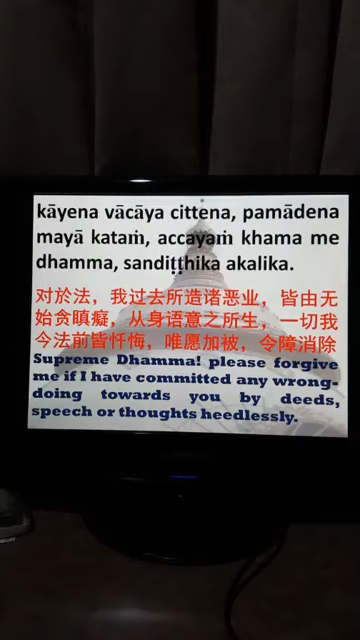 kāyena vācāya cittena, pamādena
mayā kataṁ, accayaṁ khama me
dhamma, sandiṭṭhika akalika.
对於法，我过去所造诸恶业，皆由无
始贪瞋癡，从身语意之所生，一切我
今法前皆忏悔，唯愿加被，令障消除
Supreme Dhamma! please forgive
me if I have committed any wrong-
doing towards you by deeds,
speech or thoughts heedlessly.